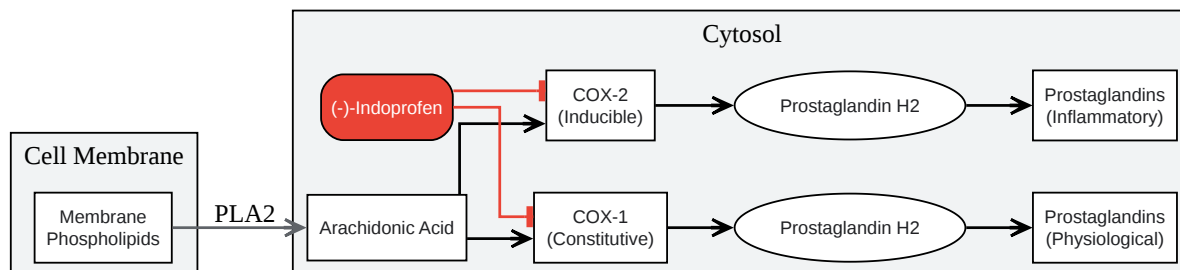 Cytosol
(-)-Indoprofen
COX-2
(Inducible)
Prostaglandin H2
Prostaglandins
(Inflammatory)
Cell Membrane
Membrane
Phospholipids
PLA2
Arachidonic Acid
COX-1
(Constitutive)
Prostaglandin H2
Prostaglandins
(Physiological)